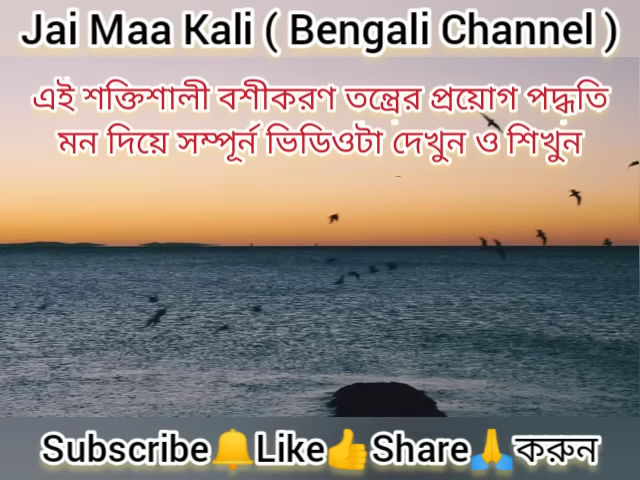 Jai Maa Kali ( Bengali Channel )
এই শক্তিশালী বশীকরণ তন্ত্রের প্রয়োগ পদ্ধতি
মন দিয়ে সম্পূর্ন ভিডিওটা দেখুন ও শিখুন
Subscribe🔔Like👍Share🙏করুন